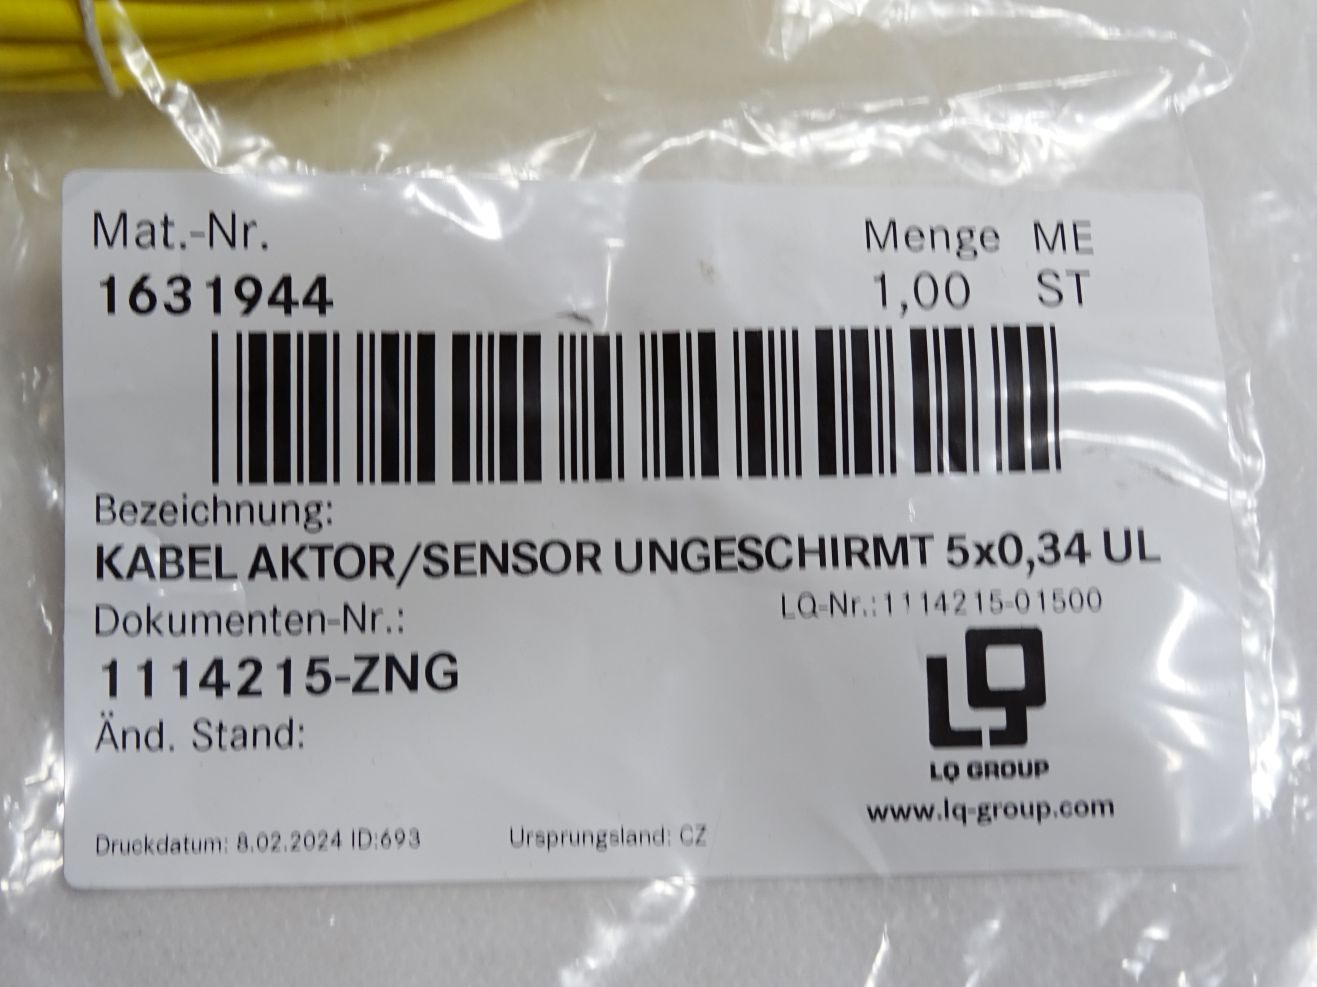 Mat.-Nr.
Menge ME
1631944
1,00 ST
Bezeichnung:
KABEL AKTOR/SENSOR UNGESCHIRMT 5x0,34 UL
Dokumenten-Nr.:
LQ-Nr.:1114215-01500
1114215-ZNG
Änd. Stand:
LQ
LQ GROUP
www.lq-group.com
Druckdatum: 8.02.2024 ID:693
Ursprungsland: CZ